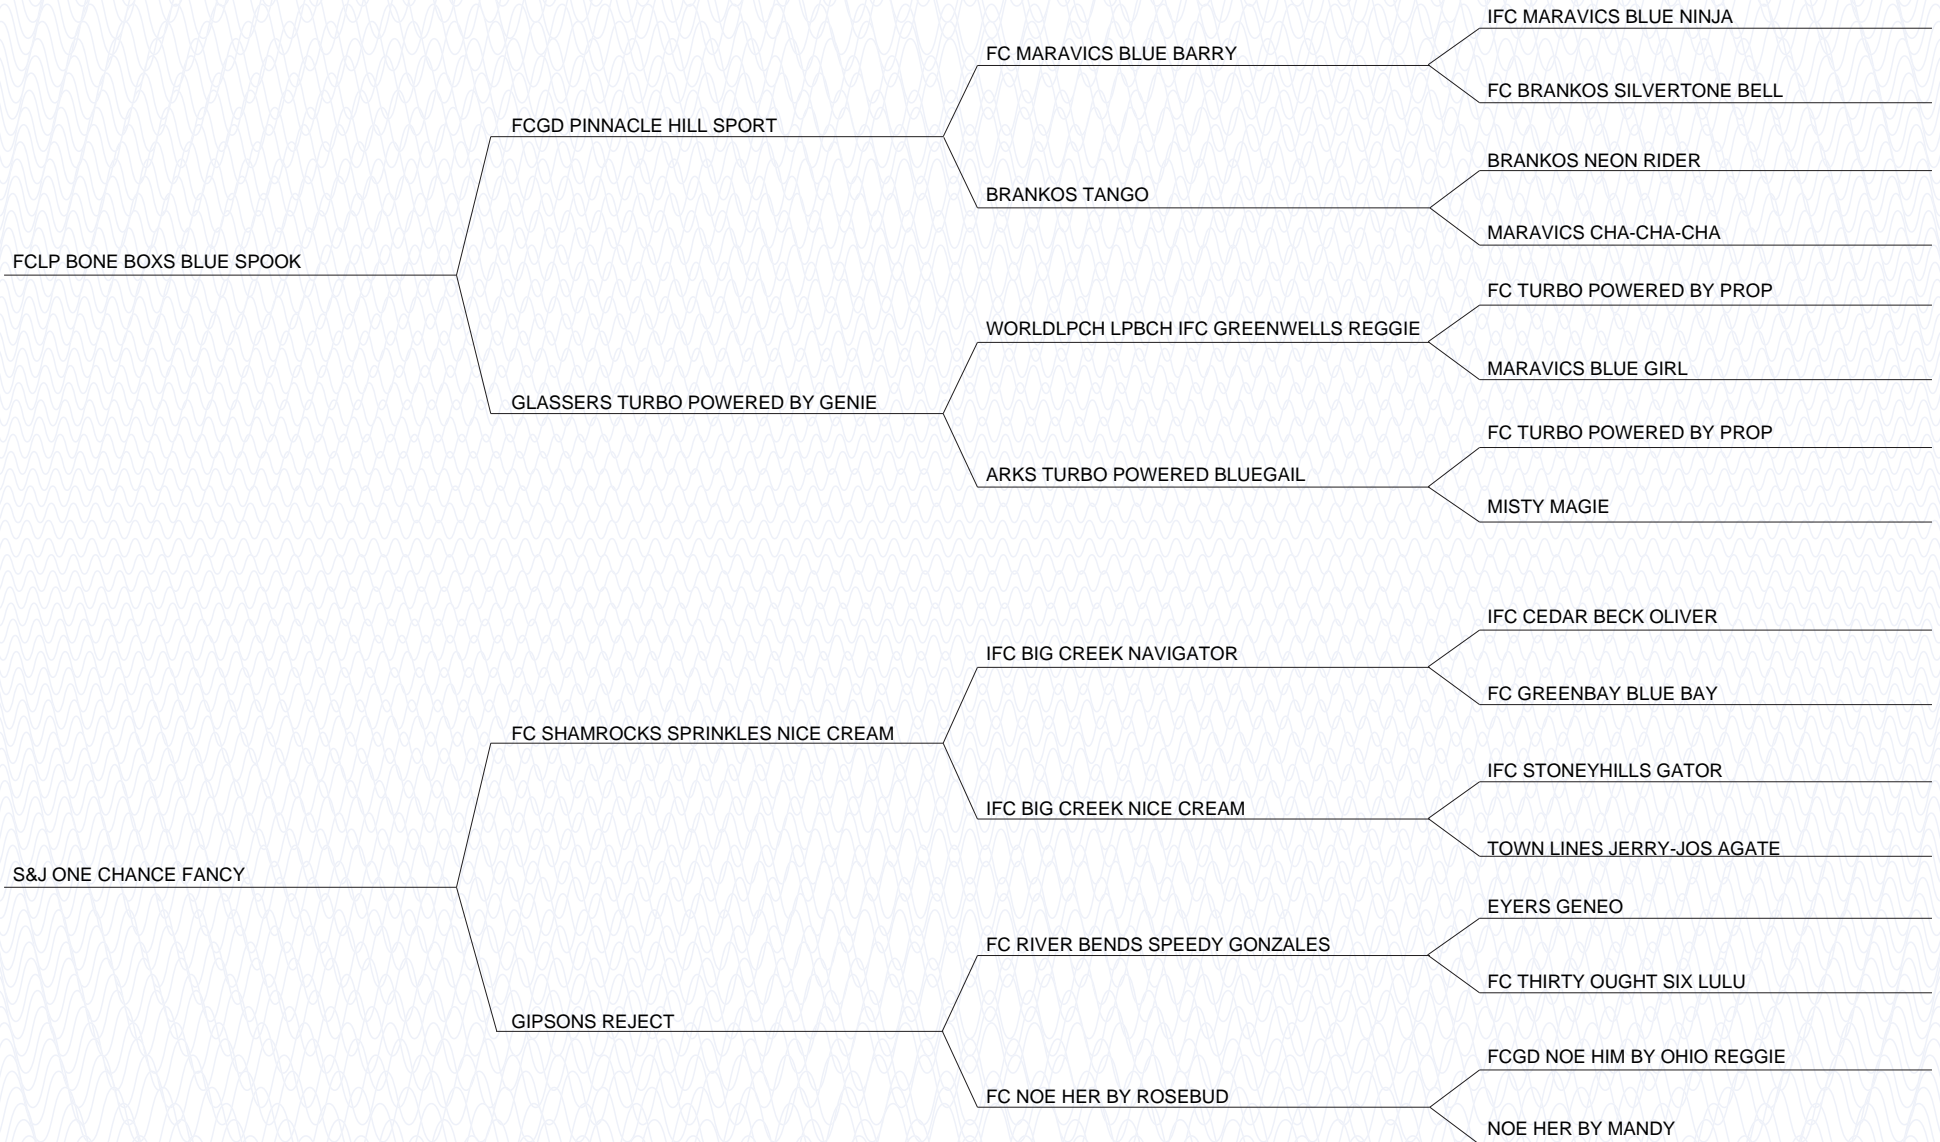 IFC MARAVICS BLUE NINJA
FC MARAVICS BLUE BARRY
FC BRANKOS SILVERTONE BELL
FCGD PINNACLE HILL SPORT
BRANKOS NEON RIDER
BRANKOS TANGO
MARAVICS CHA-CHA-CHA
FCLP BONE BOXS BLUE SPOOK
FC TURBO POWERED BY PROP
WORLDLPCH LPBCH IFC GREENWELLS REGGIE
MARAVICS BLUE GIRL
GLASSERS TURBO POWERED BY GENIE
FC TURBO POWERED BY PROP
ARKS TURBO POWERED BLUEGAIL
MISTY MAGIE
IFC CEDAR BECK OLIVER
IFC BIG CREEK NAVIGATOR
FC GREENBAY BLUE BAY
FC SHAMROCKS SPRINKLES NICE CREAM
IFC STONEYHILLS GATOR
IFC BIG CREEK NICE CREAM
TOWN LINES JERRY-JOS AGATE
S&J ONE CHANCE FANCY
EYERS GENEO
FC RIVER BENDS SPEEDY GONZALES
FC THIRTY OUGHT SIX LULU
GIPSONS REJECT
FCGD NOE HIM BY OHIO REGGIE
FC NOE HER BY ROSEBUD
NOE HER BY MANDY